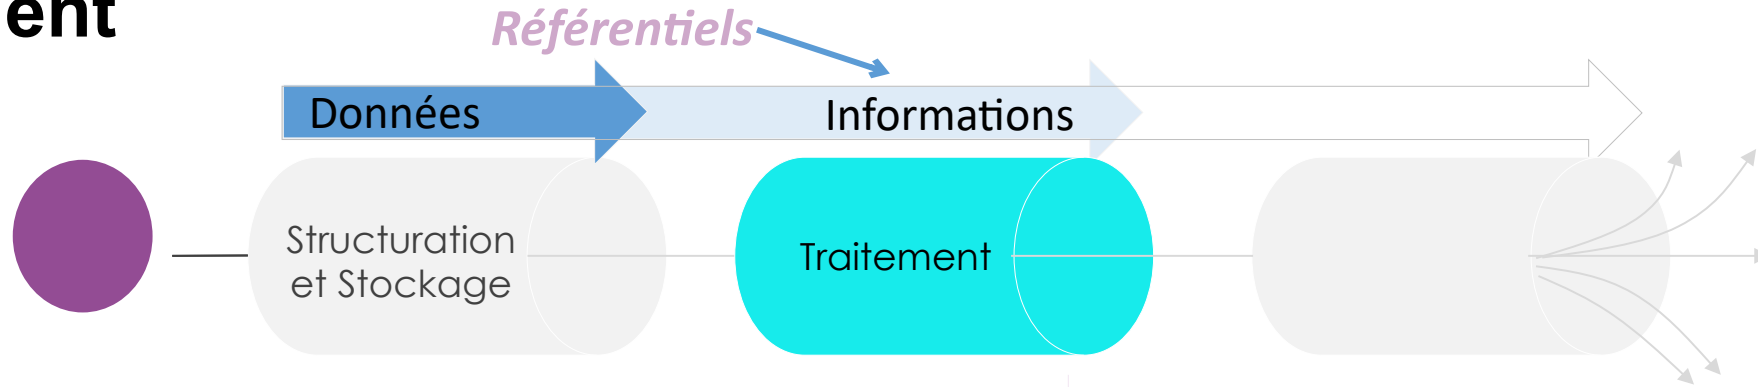 ent
Référentiels
Données
Informations
Structuration
et Stockage
Traitement